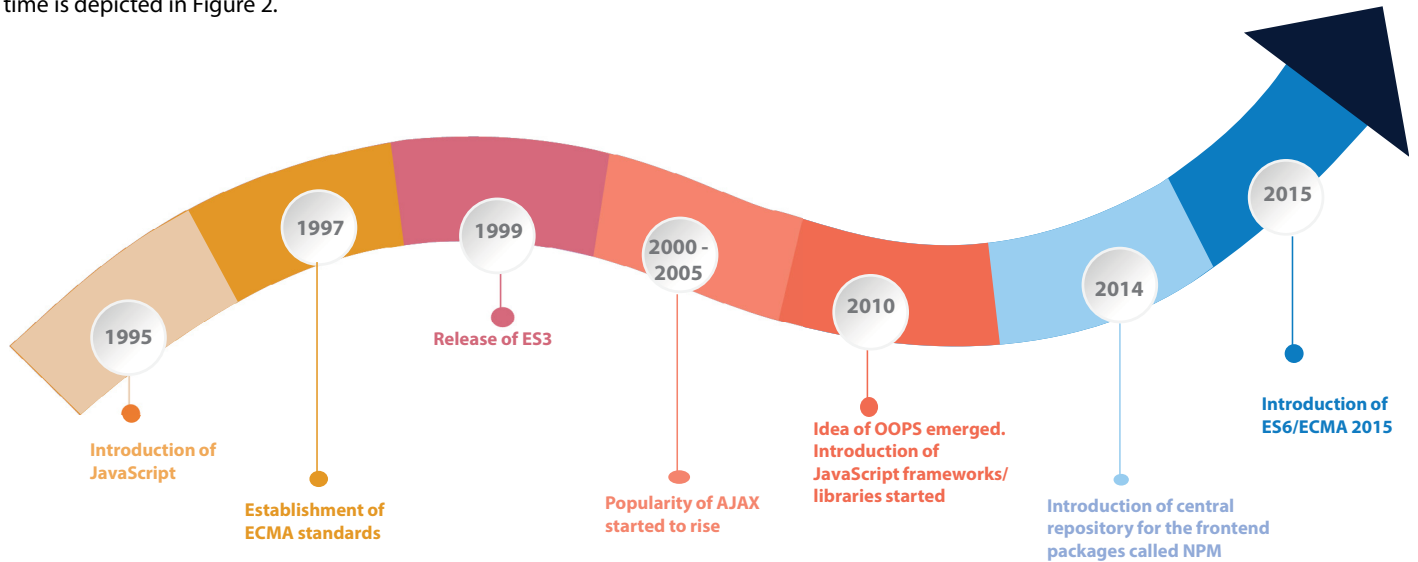 time is depicted in Figure 2.
1995
Introduction of
JavaScript
1997
Establishment of
ECMA standards
1999
Release of ES3
2000 -
2005
Popularity of AJAX
started to rise
2010
Idea of OOPS emerged.
Introduction of
JavaScript frameworks/
libraries started
2014
Introduction of central
repository for the frontend
packages called NPM
2015
Introduction of
ES6/ECMA 2015